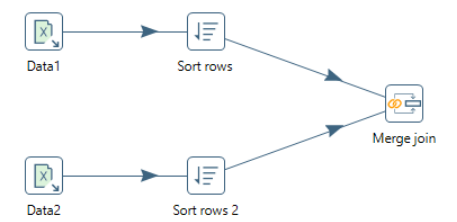 Data1
Sort rows
Merge join
Data2
Sort rows 2